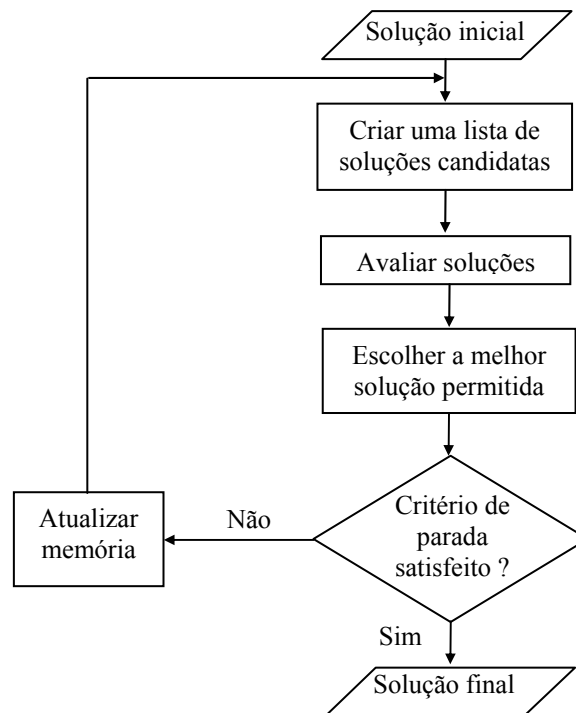 Solução inicial
Criar uma lista de
soluções candidatas
Avaliar soluções
Escolher a melhor
solução permitida
Critério de
parada
satisfeito ?
Não
Atualizar
memória
Sim
Solução final